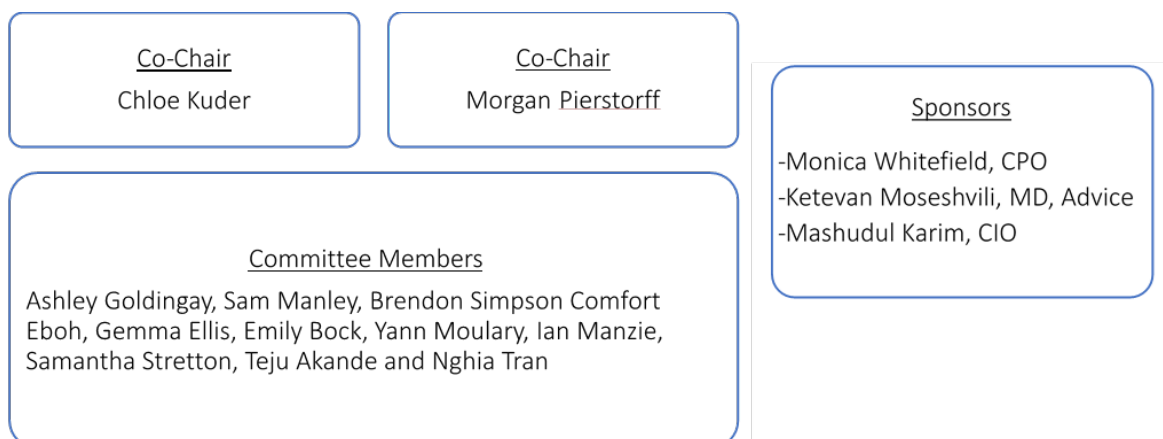 Co-Chair
Chloe Kuder
Co-Chair
Morgan Pierstorff
Sponsors
-Monica Whitefield, CPO
-Ketevan Moseshvili, MD, Advice
-Mashudul Karim, CIO
Committee Members
Ashley Goldingay, Sam Manley, Brendon Simpson Comfort
Eboh, Gemma Ellis, Emily Bock, Yann Moulary, Ian Manzie,
Samantha Stretton, Teju Akande and Nghia Tran